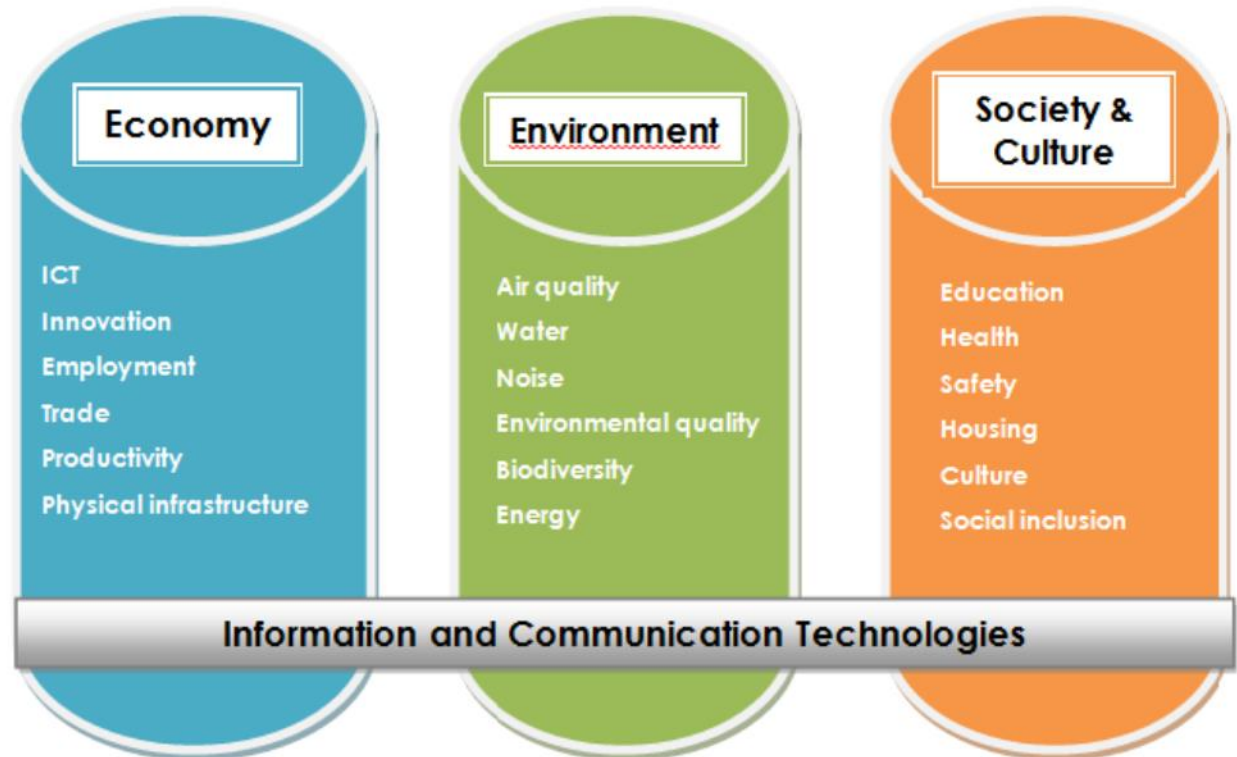 Economy
ICT
Innovation
Employment
Trade
Productivity
Physical infrastructure
Environment
Air quality
Water
Noise
Environmental quality
Biodiversity
Energy
Society &
Culture
Education
Health
Safety
Housing
Culture
Social inclusion
Information and Communication Technologies